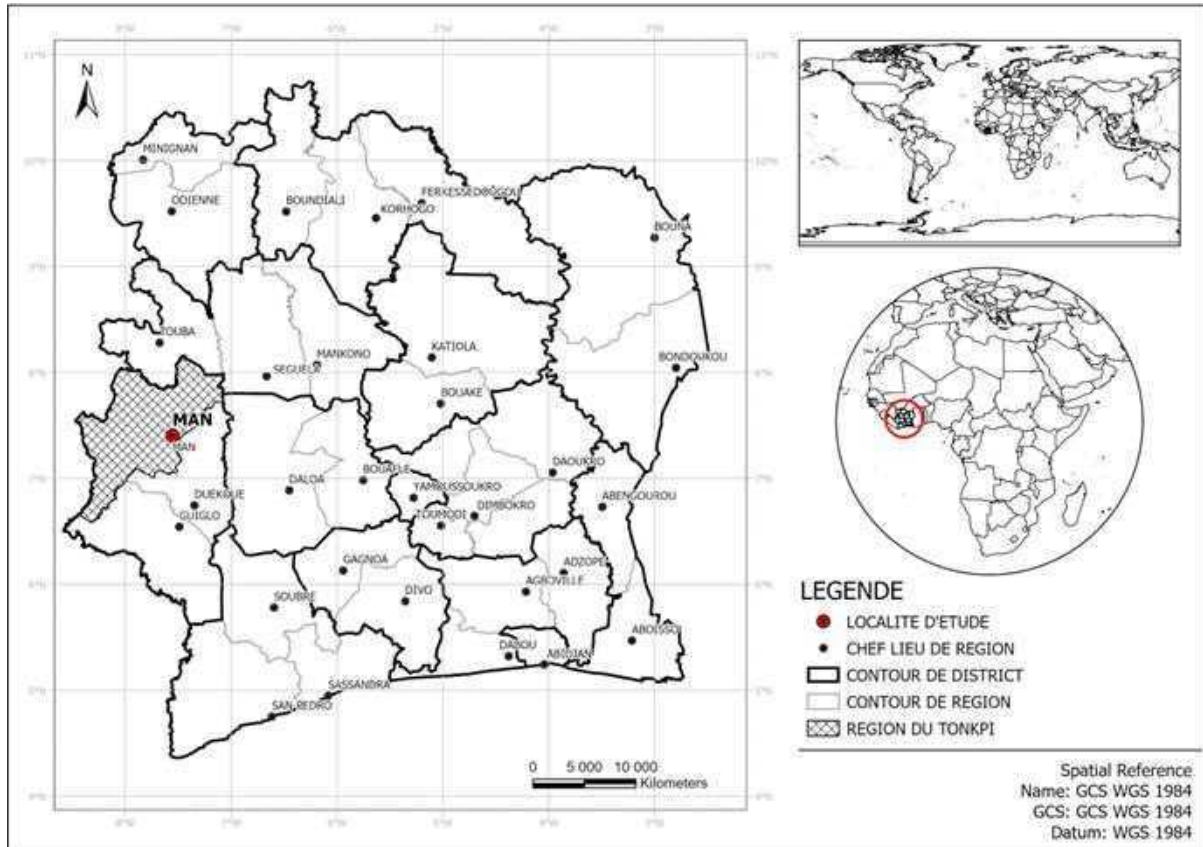 N
MINIGNAN
ODIENNE
BOUNDIALI
KORHOGO
FERKESSEDOUGOU
BOUNA
TOUBA
MANKONO
SEGUELA
KATIOLA
BONDOUKOU
BOUAKE
MAN
MAN
DALOA
BOUAFLE
DAOUKRO
YAMOUSSOUKRO
DUEKOUE
DIMBOKRO
ABENGOUROU
GUIGLO
TOUMODI
GAGNOA
ADZOPE
AGBOVILLE
SOUBRE
DIVO
ABOISSO
DABOU
ABIDJAN
SASSANDRA
SAN PEDRO
0 5 000 10 000
Kilometers
LEGENDE
LOCALITE D'ETUDE
CHEF LIEU DE REGION
CONTOUR DE DISTRICT
CONTOUR DE REGION
REGION DU TONKPI
Spatial Reference
Name: GCS WGS 1984
GCS: GCS WGS 1984
Datum: WGS 1984